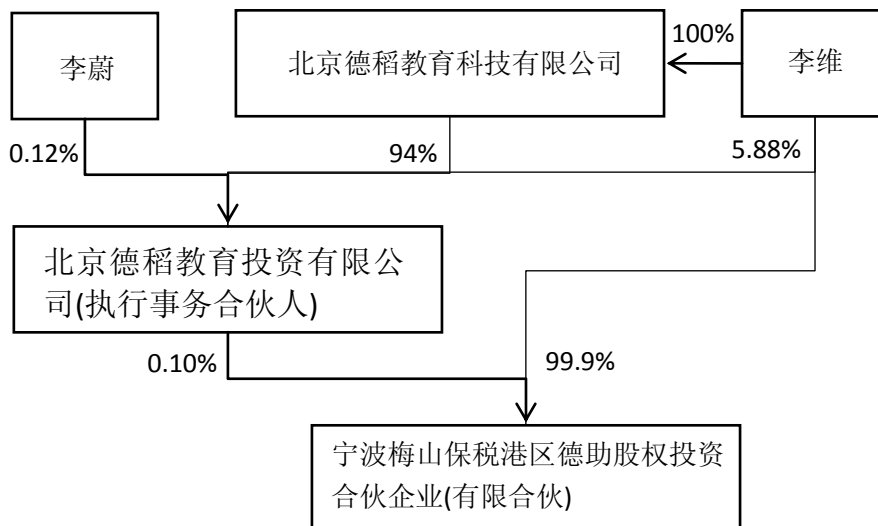 李蔚
北京德稻教育科技有限公司
100%
李维
0.12%
94%
5.88%
北京德稻教育投资有限公
司(执行事务合伙人)
0.10%
99.9%
宁波梅山保税港区德助股权投资
合伙企业(有限合伙)